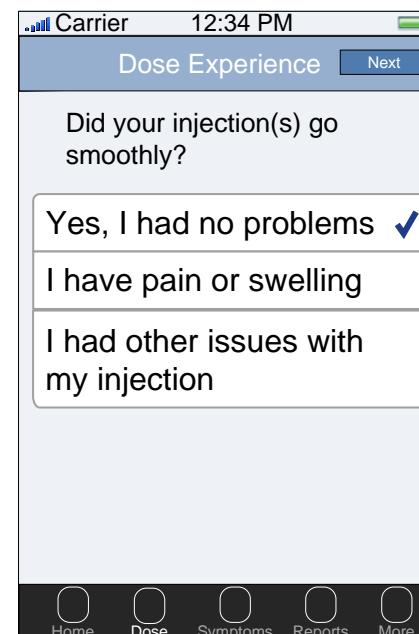 Carrier 12:34 PM
Dose Experience Next
Did your injection(s) go
smoothly?
Yes, I had no problems
I have pain or swelling
I had other issues with
my injection
Home Dose Symptoms Reports More